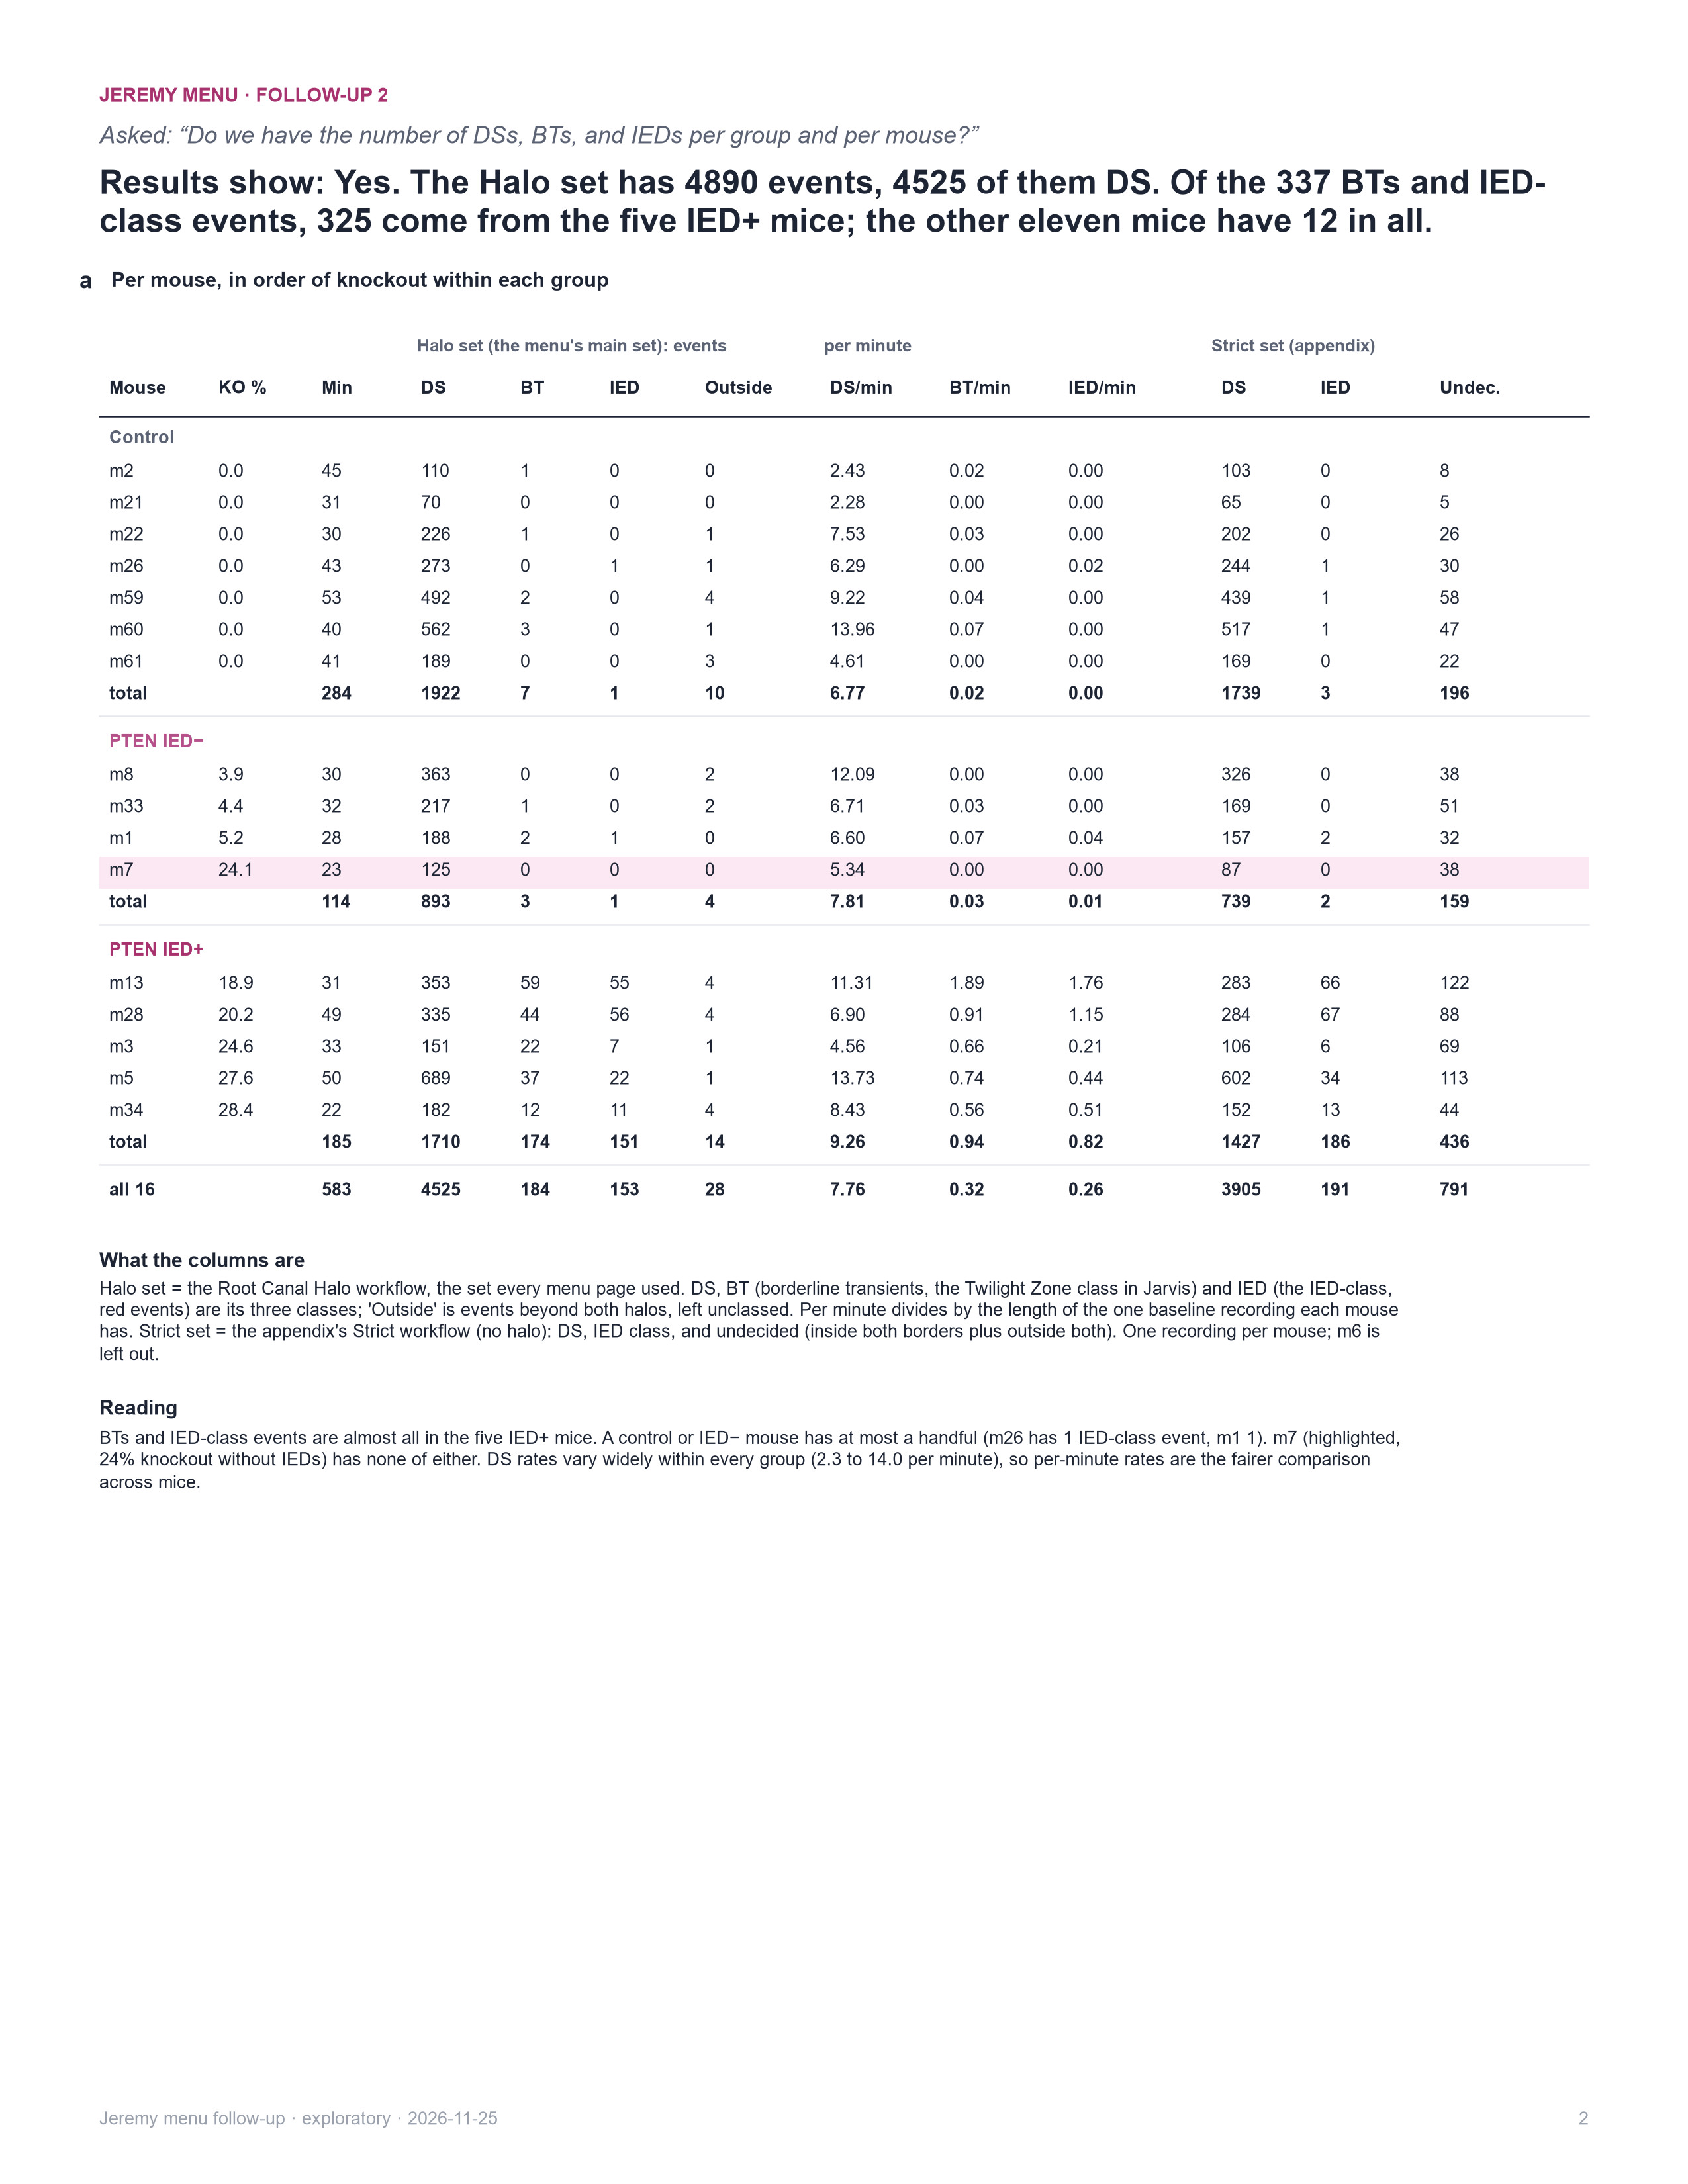 JEREMY MENU · FOLLOW-UP 2
Asked: “Do we have the number of DSs, BTs, and IEDs per group and per mouse?”
Results show: Yes. The Halo set has 4890 events, 4525 of them DS. Of the 337 BTs and IED-
class events, 325 come from the five IED+ mice; the other eleven mice have 12 in all.
a Per mouse, in order of knockout within each group
Halo set (the menu's main set): events per minute Strict set (appendix)
Mouse KO % Min DS BT IED Outside DS/min BT/min IED/min DS IED Undec.
Control
m2 0.0 45 110 1 0 0 2.43 0.02 0.00 103 0 8
m21 0.0 31 70 0 0 0 2.28 0.00 0.00 65 0 5
m22 0.0 30 226 1 0 1 7.53 0.03 0.00 202 0 26
m26 0.0 43 273 0 1 1 6.29 0.00 0.02 244 1 30
m59 0.0 53 492 2 0 4 9.22 0.04 0.00 439 1 58
m60 0.0 40 562 3 0 1 13.96 0.07 0.00 517 1 47
m61 0.0 41 189 0 0 3 4.61 0.00 0.00 169 0 22
total 284 1922 7 1 10 6.77 0.02 0.00 1739 3 196
PTEN IED−
m8 3.9 30 363 0 0 2 12.09 0.00 0.00 326 0 38
m33 4.4 32 217 1 0 2 6.71 0.03 0.00 169 0 51
m1 5.2 28 188 2 1 0 6.60 0.07 0.04 157 2 32
m7 24.1 23 125 0 0 0 5.34 0.00 0.00 87 0 38
total 114 893 3 1 4 7.81 0.03 0.01 739 2 159
PTEN IED+
m13 18.9 31 353 59 55 4 11.31 1.89 1.76 283 66 122
m28 20.2 49 335 44 56 4 6.90 0.91 1.15 284 67 88
m3 24.6 33 151 22 7 1 4.56 0.66 0.21 106 6 69
m5 27.6 50 689 37 22 1 13.73 0.74 0.44 602 34 113
m34 28.4 22 182 12 11 4 8.43 0.56 0.51 152 13 44
total 185 1710 174 151 14 9.26 0.94 0.82 1427 186 436
all 16 583 4525 184 153 28 7.76 0.32 0.26 3905 191 791
What the columns are
Halo set = the Root Canal Halo workflow, the set every menu page used. DS, BT (borderline transients, the Twilight Zone class in Jarvis) and IED (the IED-class,
red events) are its three classes; 'Outside' is events beyond both halos, left unclassed. Per minute divides by the length of the one baseline recording each mouse
has. Strict set = the appendix's Strict workflow (no halo): DS, IED class, and undecided (inside both borders plus outside both). One recording per mouse; m6 is
left out.
Reading
BTs and IED-class events are almost all in the five IED+ mice. A control or IED− mouse has at most a handful (m26 has 1 IED-class event, m1 1). m7 (highlighted,
24% knockout without IEDs) has none of either. DS rates vary widely within every group (2.3 to 14.0 per minute), so per-minute rates are the fairer comparison
across mice.
Jeremy menu follow-up · exploratory · 2026-11-25 2